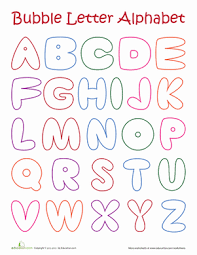 Bubble Letter Alphabet
A B C D E
F G H I J K
L M N O P
Q R S T U
V W X Y Z